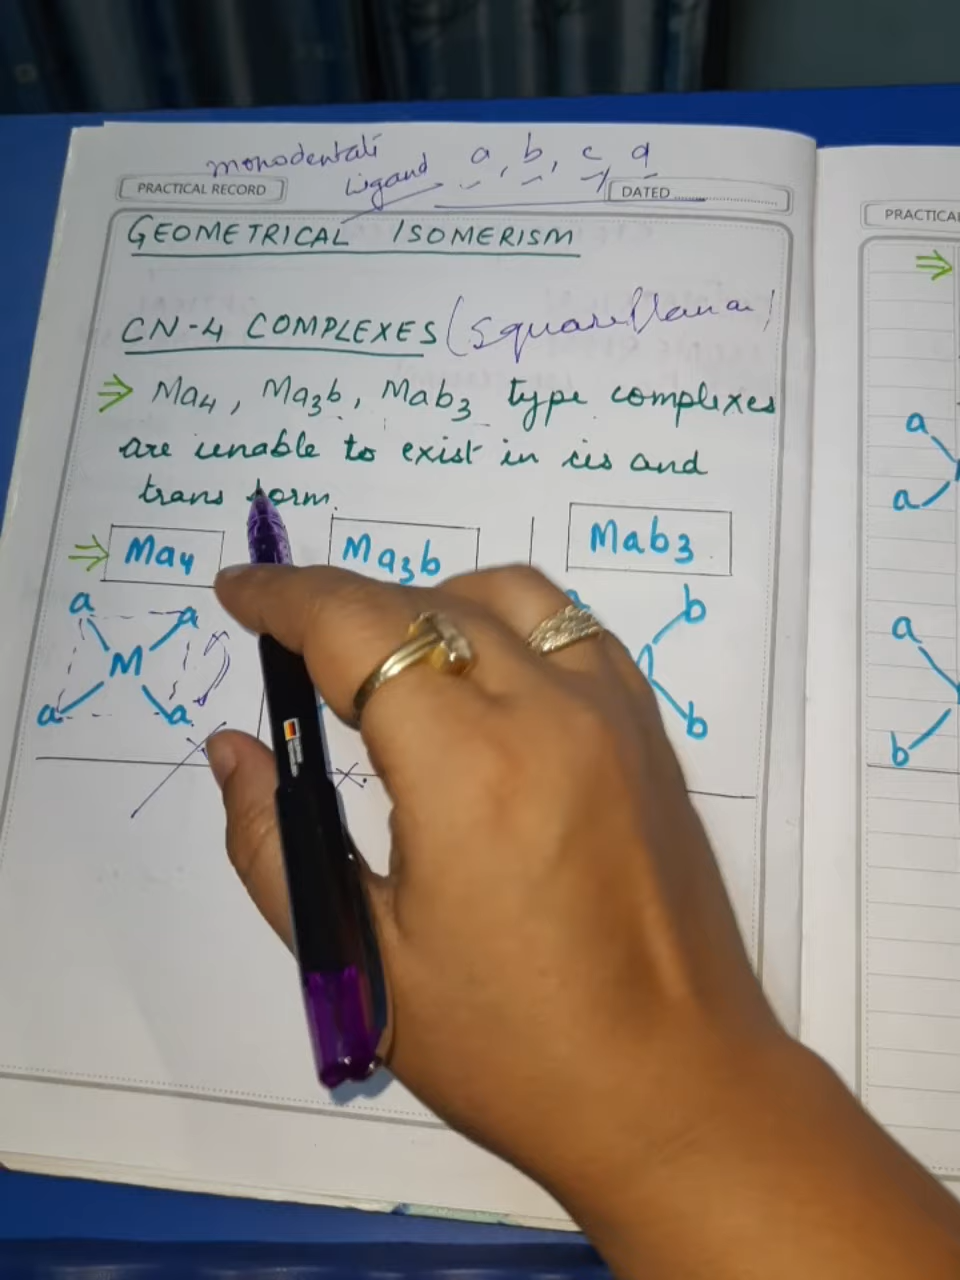 monodentate
ligand a, b, c, d
PRACTICAL RECORD
DATED
GEOMETRICAL ISOMERISM
CN-4 COMPLEXES (Square Planar)
⇒ Ma4, Ma3b, Mab3 type complexes
are unable to exist in cis and
trans form.
⇒ Ma4
Ma3b
Mab3
a a
M
a a
b
b
PRACTICAL
⇒
a
a
a
b